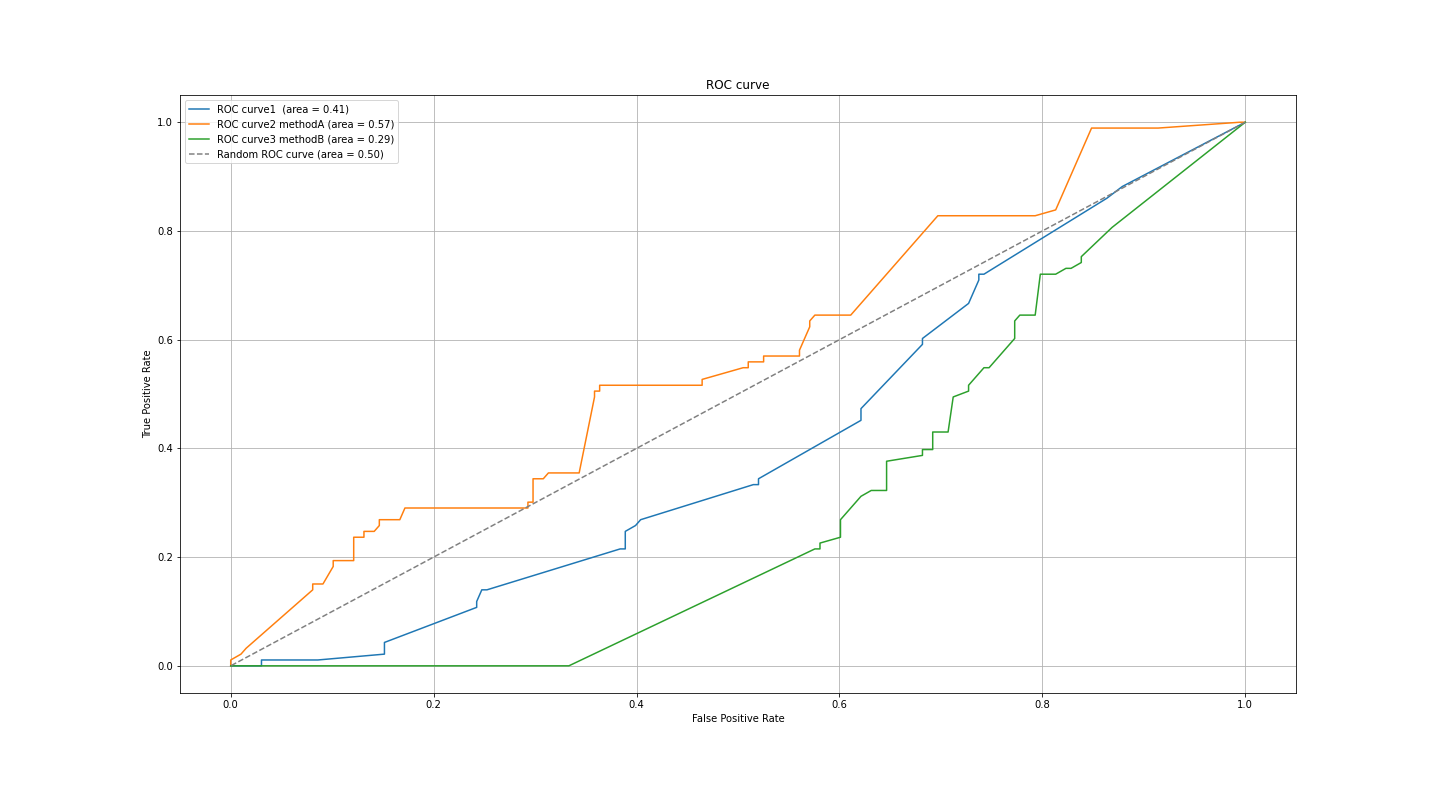 ROC curve
ROC curve1  (area = 0.41)
ROC curve2 methodA (area = 0.57)
ROC curve3 methodB (area = 0.29)
Random ROC curve (area = 0.50)
1.0
0.8
0.6
0.4
0.2
0.0
True Positive Rate
0.0 0.2 0.4 0.6 0.8 1.0
False Positive Rate